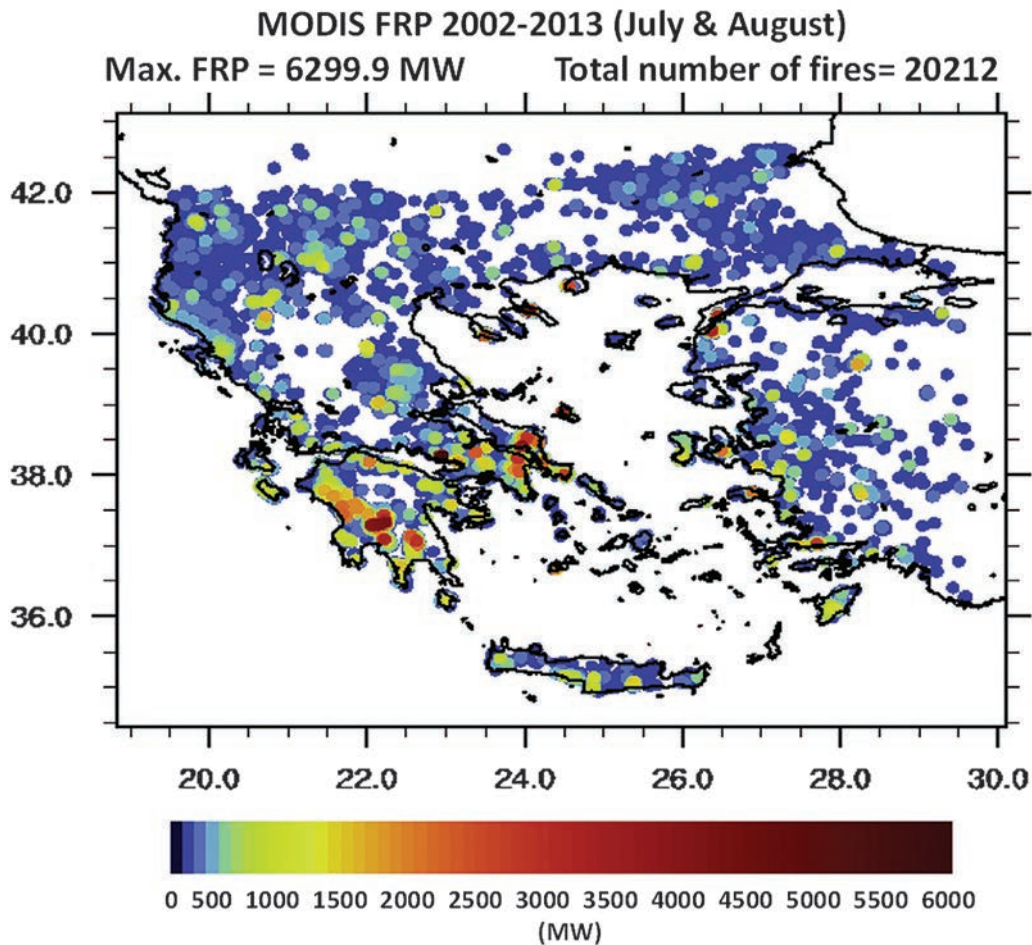 MODIS FRP 2002-2013 (July & August)
Max. FRP = 6299.9 MW Total number of fires= 20212
42.0
40.0
38.0
36.0
20.0 22.0 24.0 26.0 28.0 30.0
0 500 1000 1500 2000 2500 3000 3500 4000 4500 5000 5500 6000
(MW)